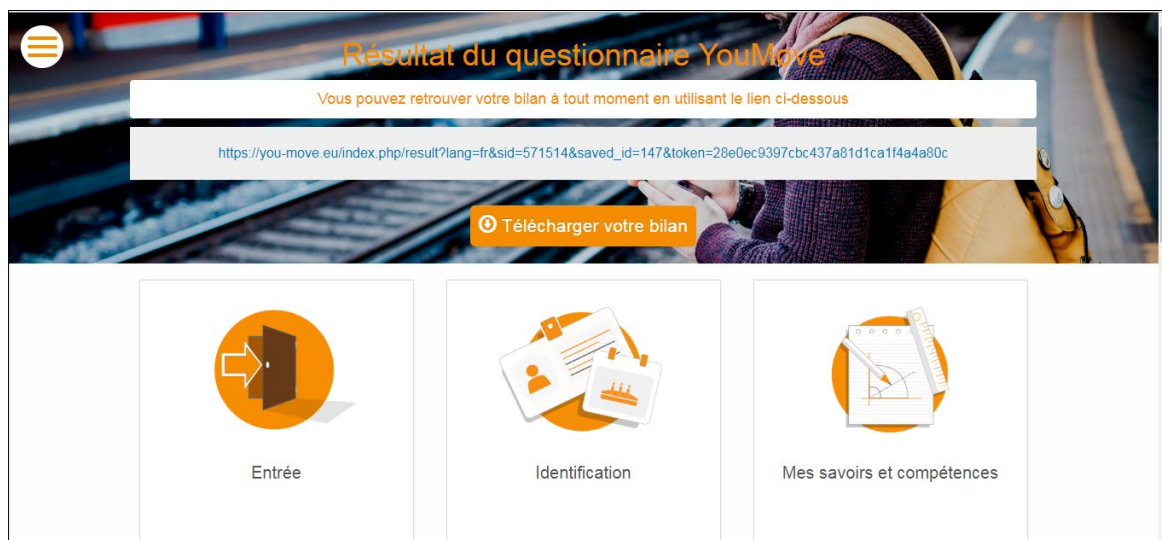 Résultat du questionnaire YouMove
Vous pouvez retrouver votre bilan à tout moment en utilisant le lien ci-dessous
https://you-move.eu/index.php/result?lang=fr&sid=571514&saved_id=147&token=28e0ec9397cbc437a81d1ca1f4a4a80c
Télécharger votre bilan
Entrée
Identification
Mes savoirs et compétences